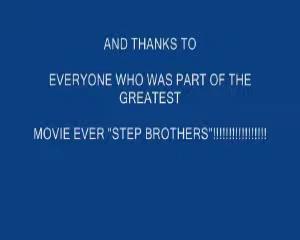 AND THANKS TO
EVERYONE WHO WAS PART OF THE
GREATEST
MOVIE EVER "STEP BROTHERS"!!!!!!!!!!!!!!!!!